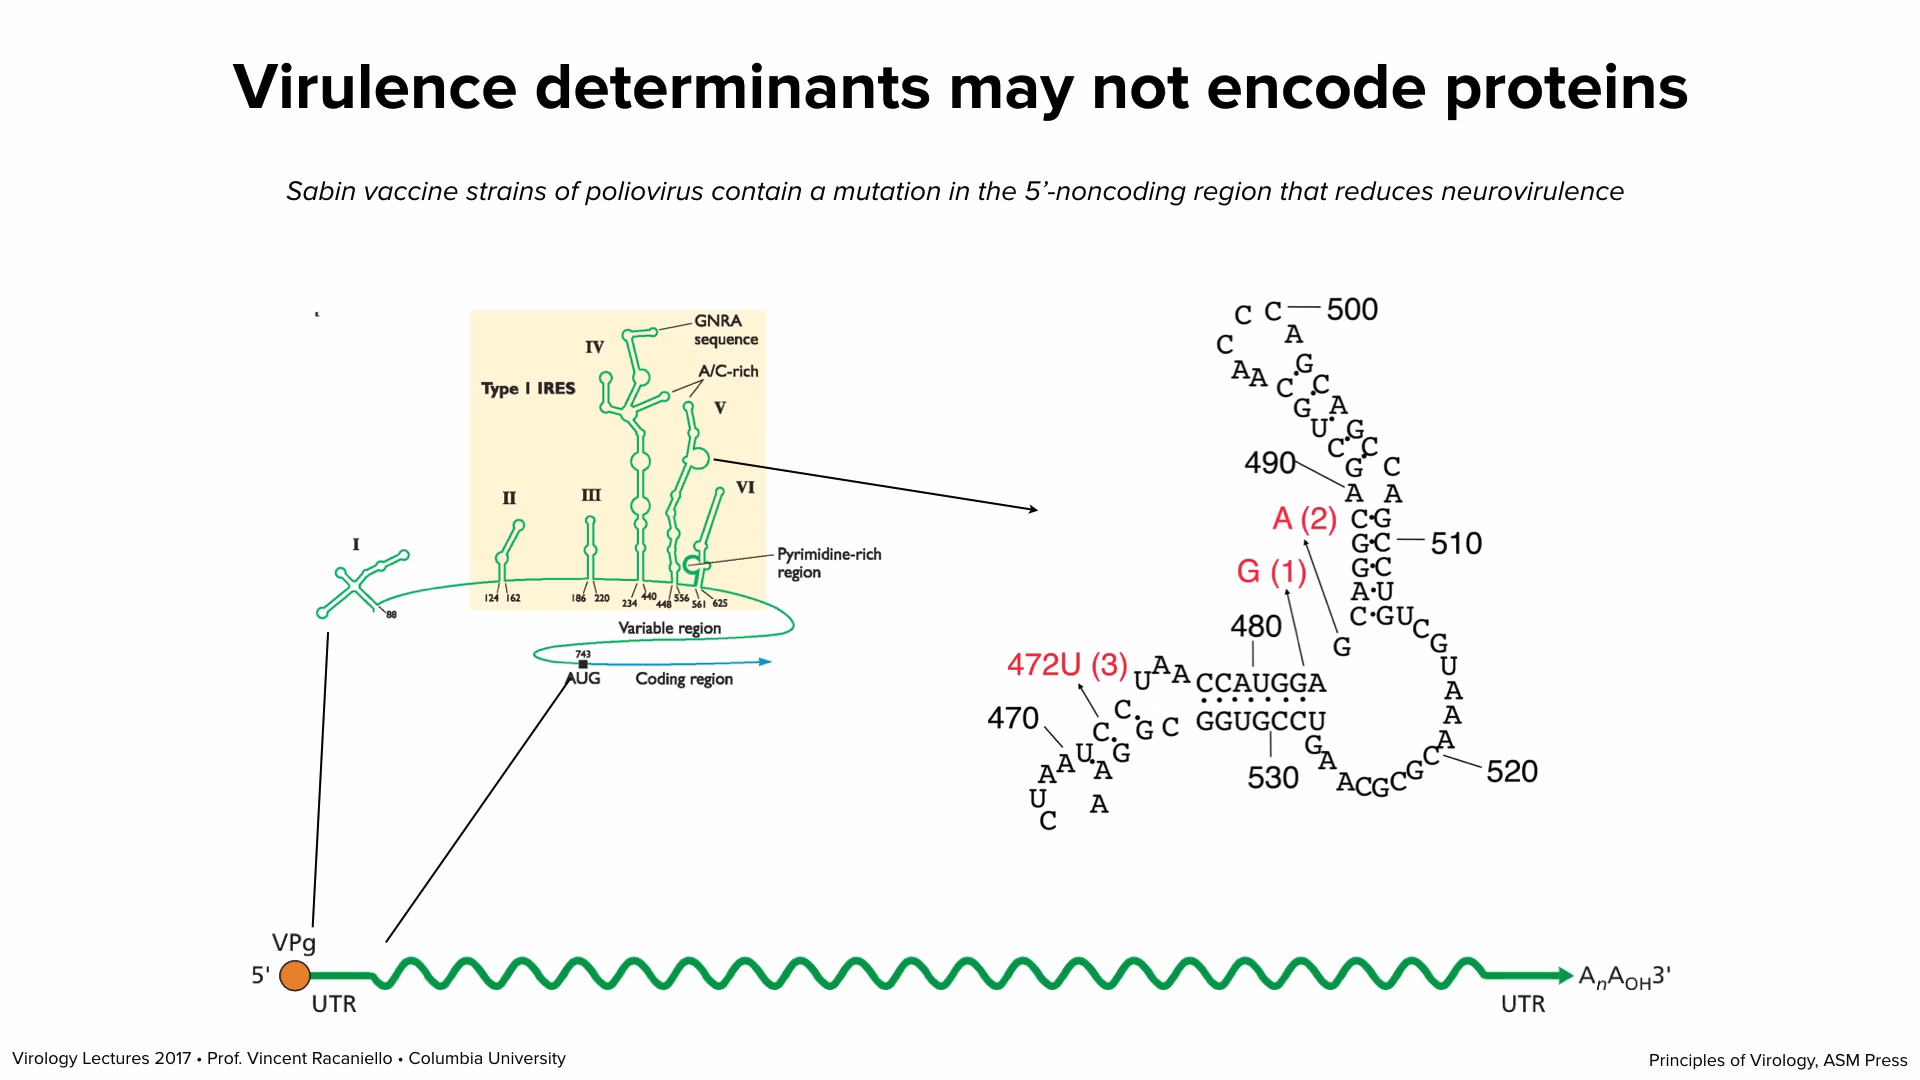 Virulence determinants may not encode proteins
Sabin vaccine strains of poliovirus contain a mutation in the 5’-noncoding region that reduces neurovirulence
GNRA
sequence
IV
A/C-rich
Type 1 IRES
V
II
III
VI
I
Pyrimidine-rich
region
88
124 162
186 220
234 440
448 556
561 625
Variable region
743
AUG
Coding region
C C
500
A
C
G
A A C C
G A
U G
C C
490
G C
A A
A (2)
C•G
G•C
510
G•C
G (1)
A•U
C•G U C G U A A A C G C G C A A G
480
G
472U (3)
U A A CCAUGGA
470
C G C GGUGCCU
C G
U A
A A
A
U
C
530
520
VPg
5'
UTR
AnAOH3'
UTR
Virology Lectures 2017 • Prof. Vincent Racaniello • Columbia University
Principles of Virology, ASM Press